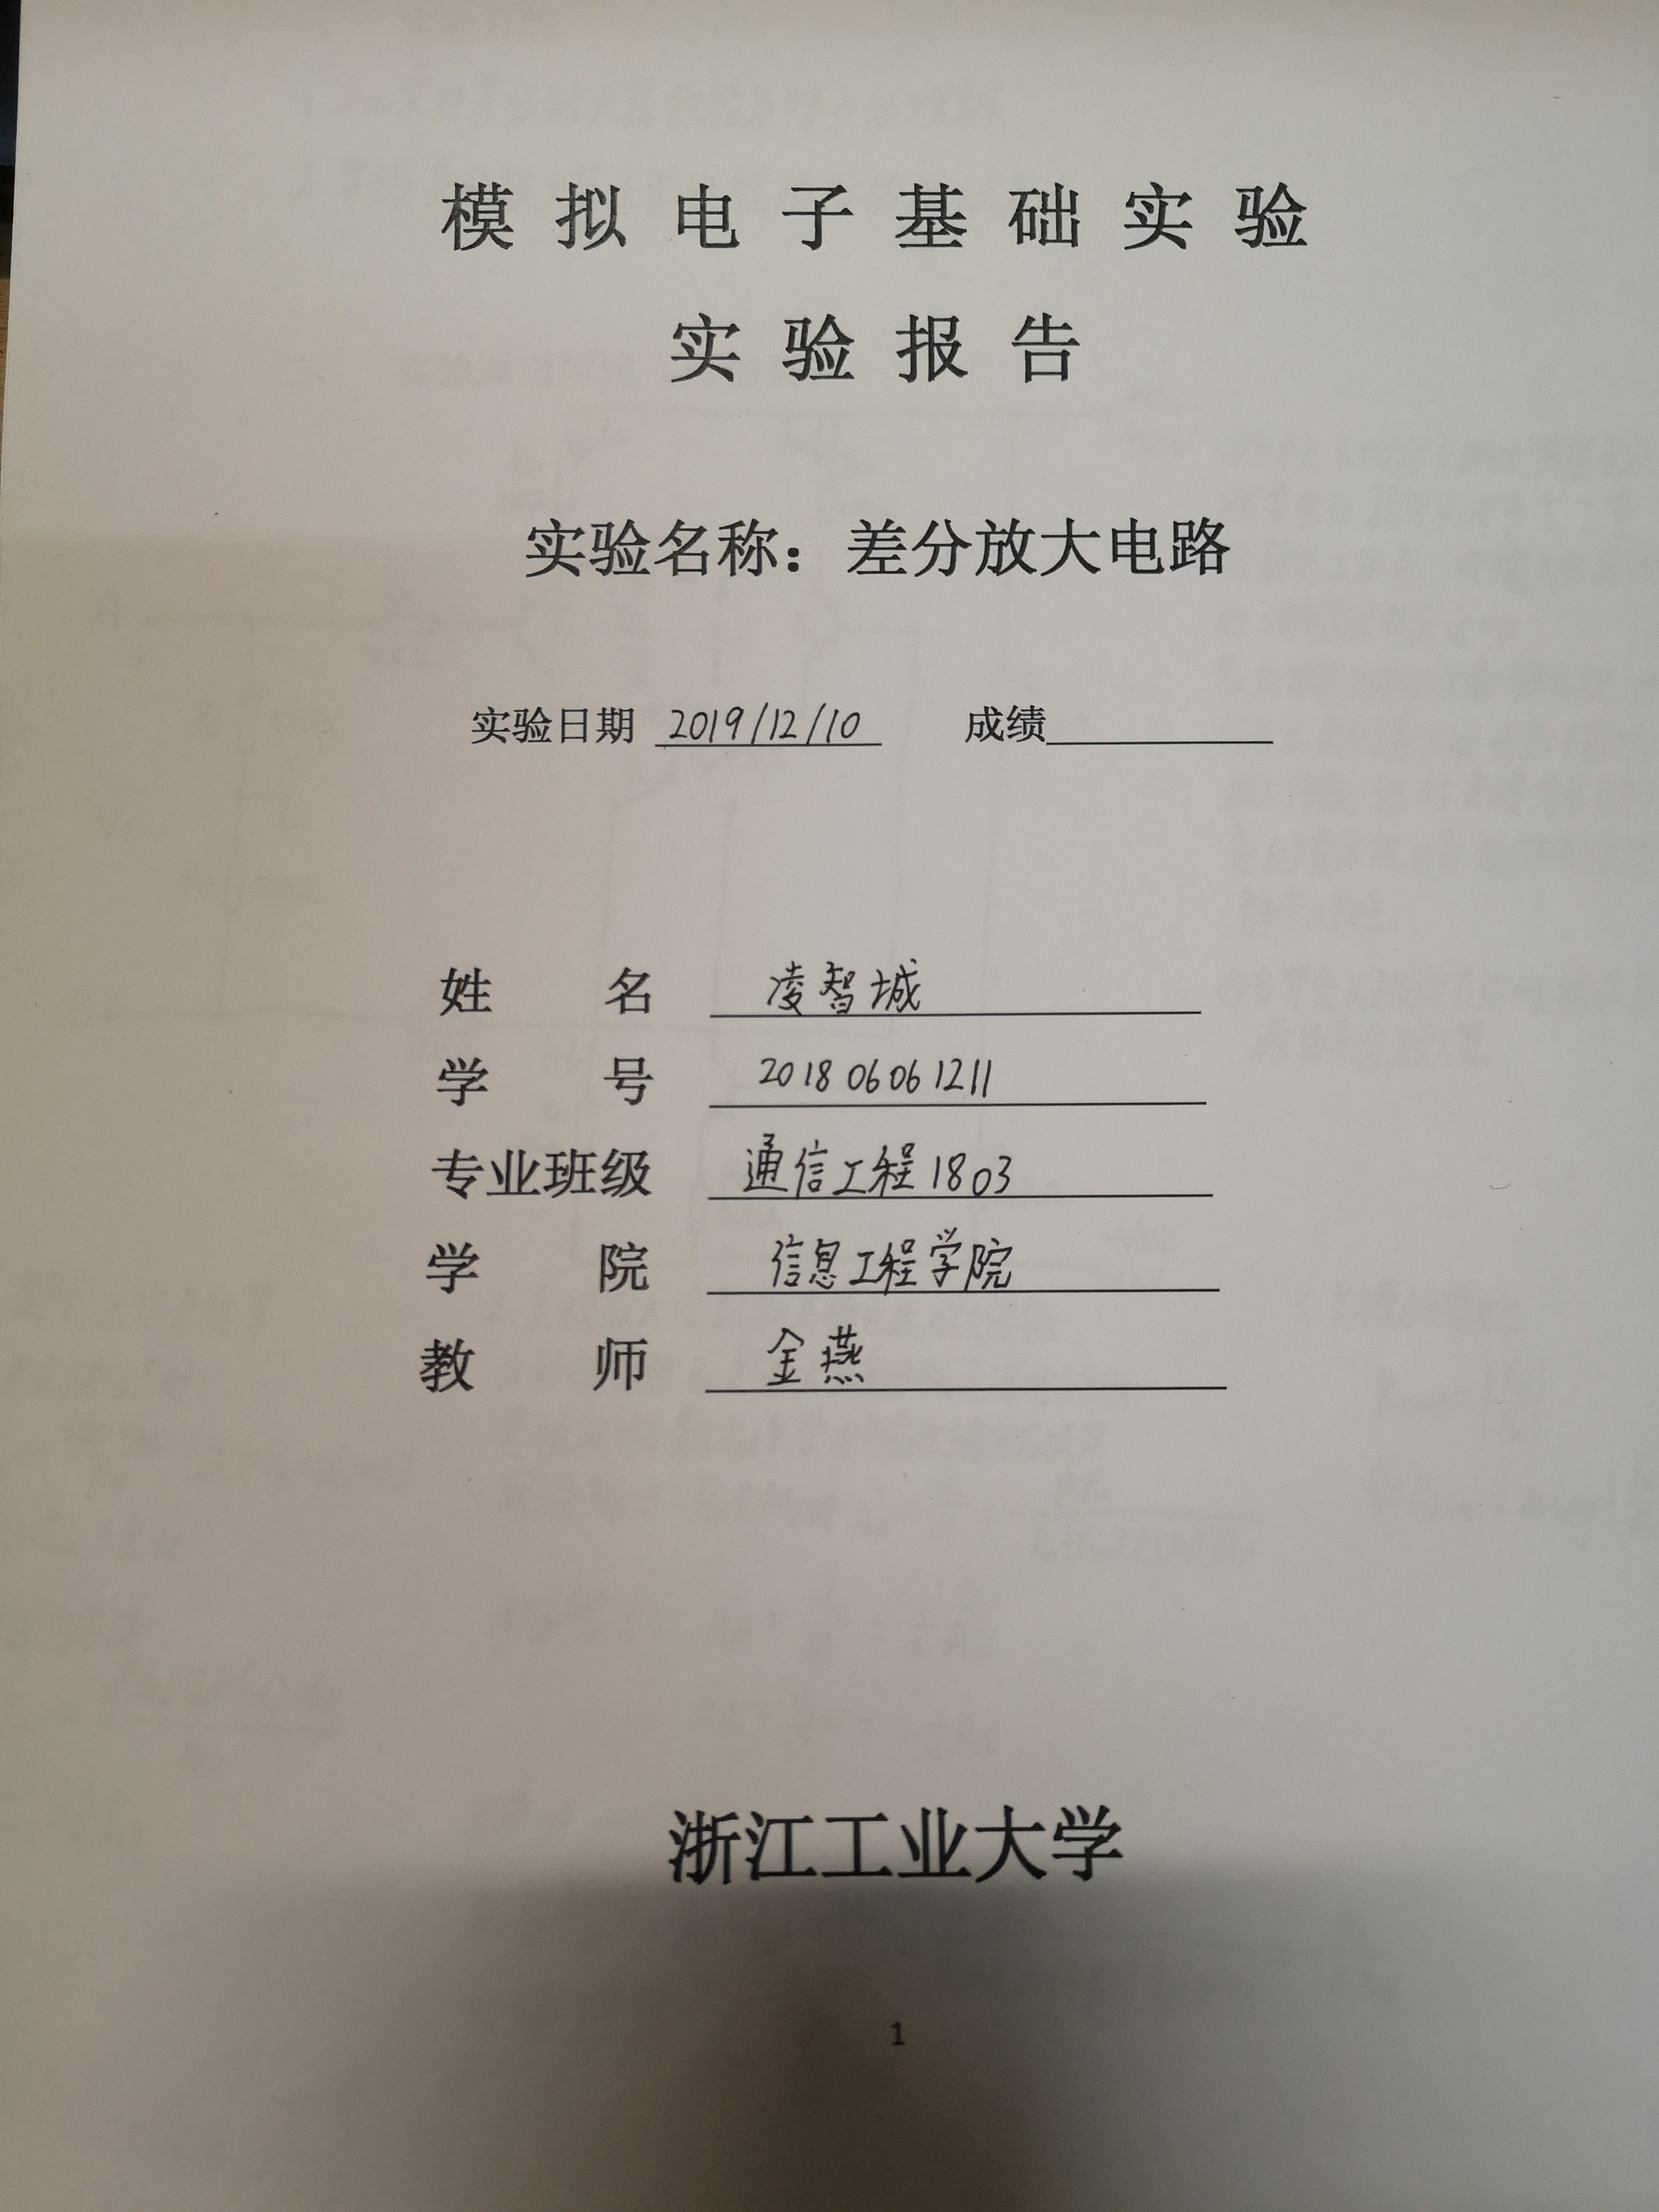 模拟电子基础实验
实验报告
实验名称：差分放大电路
实验日期 2019/12/10 成绩
姓名 凌智城
学号 201806061211
专业班级 通信工程1803
学院 信息工程学院
教师 金燕
浙江工业大学
1